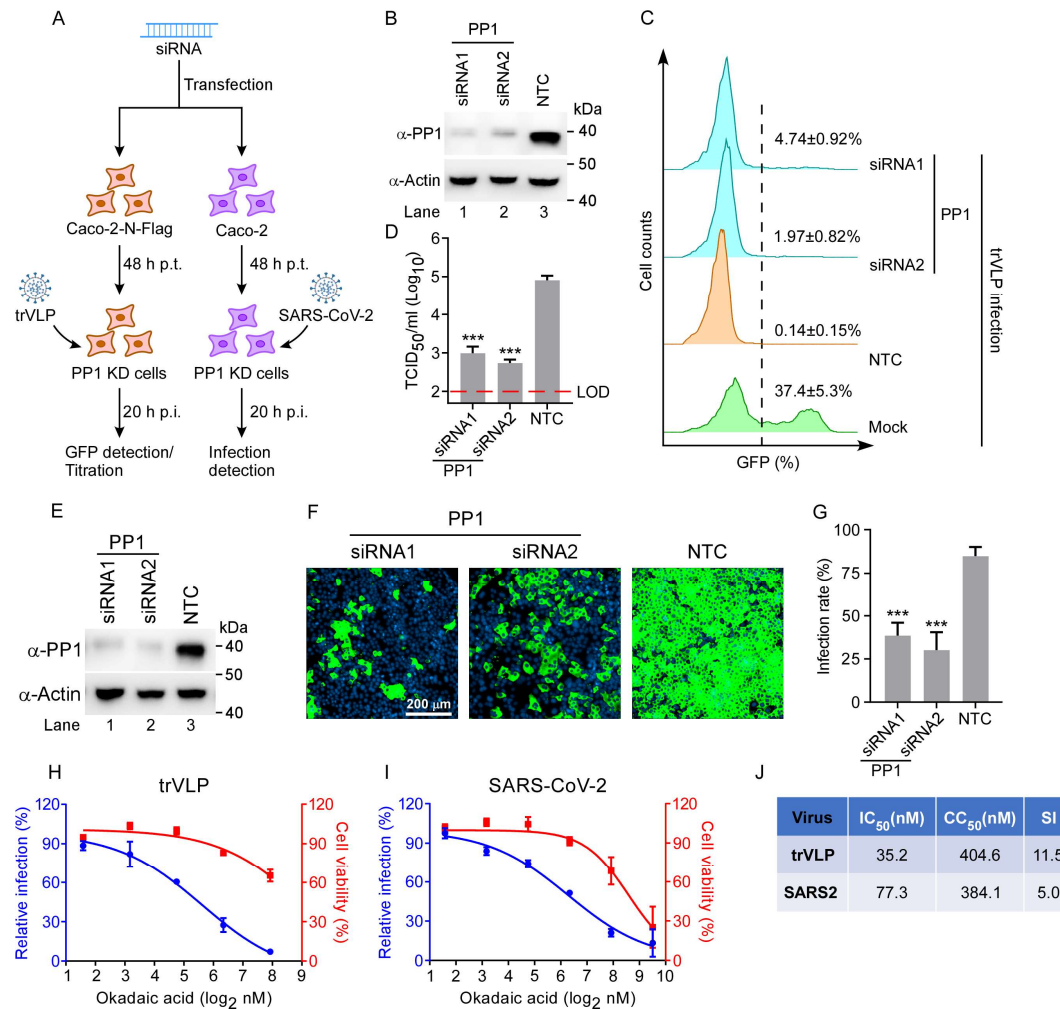 A
siRNA
Transfection
Caco-2-N-Flag
Caco-2
48 h p.t.
48 h p.t.
trVLP
SARS-CoV-2
PP1 KD cells
PP1 KD cells
20 h p.i.
20 h p.i.
GFP detection/
Titration
Infection
detection
B
PP1
siRNA1
siRNA2
NTC
kDa
α-PP1
40
50
α-Actin
40
Lane 1 2 3
C
Cell counts
4.74±0.92%
siRNA1
1.97±0.82%
siRNA2
PP1
0.14±0.15%
NTC
37.4±5.3%
Mock
trVLP infection
GFP (%)
D
TCID50/ml (Log10)
6
5
4
3
2
***
***
LOD
siRNA1
siRNA2
NTC
PP1
E
PP1
siRNA1
siRNA2
NTC
kDa
α-PP1
40
50
α-Actin
40
Lane 1 2 3
F
PP1
siRNA1 siRNA2 NTC
200 μm
G
Infection rate (%)
100
75
50
25
0
***
***
siRNA1
siRNA2
NTC
PP1
H
trVLP
Relative infection (%)
120
90
60
30
0
Cell viability (%)
120
90
60
30
0
1 2 3 4 5 6 7 8 9
Okadaic acid (log2 nM)
I
SARS-CoV-2
Relative infection (%)
120
90
60
30
0
Cell viability (%)
120
90
60
30
0
1 2 3 4 5 6 7 8 9 10
Okadaic acid (log2 nM)
J
Virus IC50(nM) CC50(nM) SI
trVLP 35.2 404.6 11.5
SARS2 77.3 384.1 5.0